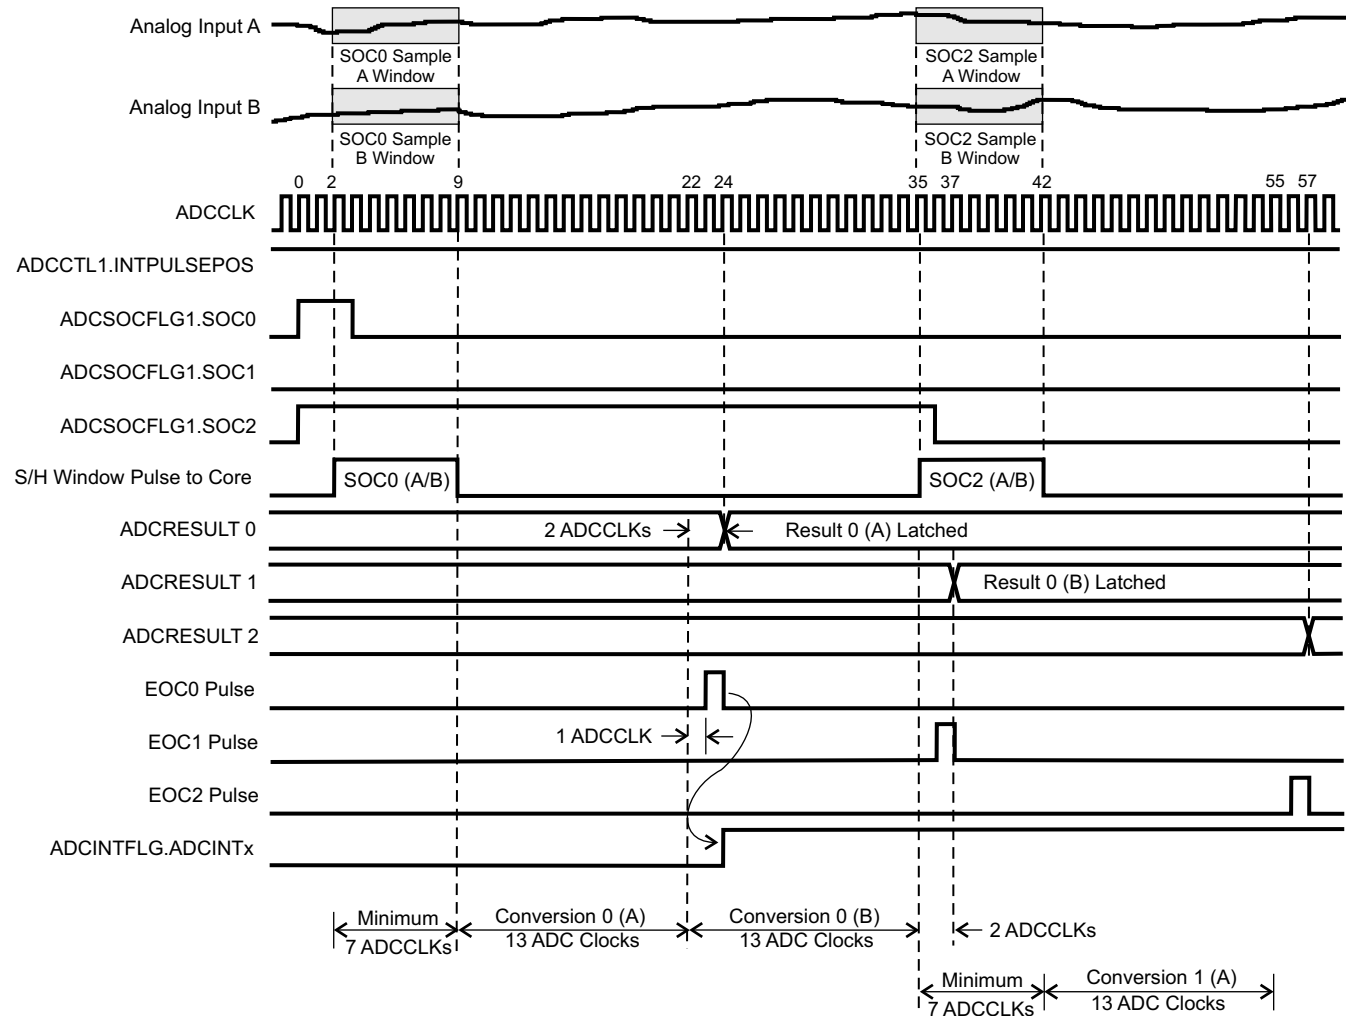 Analog Input A
SOC0 Sample
A Window
SOC2 Sample
A Window
Analog Input B
SOC0 Sample
B Window
SOC2 Sample
B Window
0 2 9 22 24 35 37 42 55 57
ADCCLK
ADCCTL1.INTPULSEPOS
ADCSOCFLG1.SOC0
ADCSOCFLG1.SOC1
ADCSOCFLG1.SOC2
S/H Window Pulse to Core SOC0 (A/B) SOC2 (A/B)
ADCRESULT 0 2 ADCCLKs Result 0 (A) Latched
ADCRESULT 1 Result 0 (B) Latched
ADCRESULT 2
EOC0 Pulse
EOC1 Pulse 1 ADCCLK
EOC2 Pulse
ADCINTFLG.ADCINTx
Minimum
7 ADCCLKs
Conversion 0 (A)
13 ADC Clocks
Conversion 0 (B)
13 ADC Clocks
2 ADCCLKs
Minimum
7 ADCCLKs
Conversion 1 (A)
13 ADC Clocks